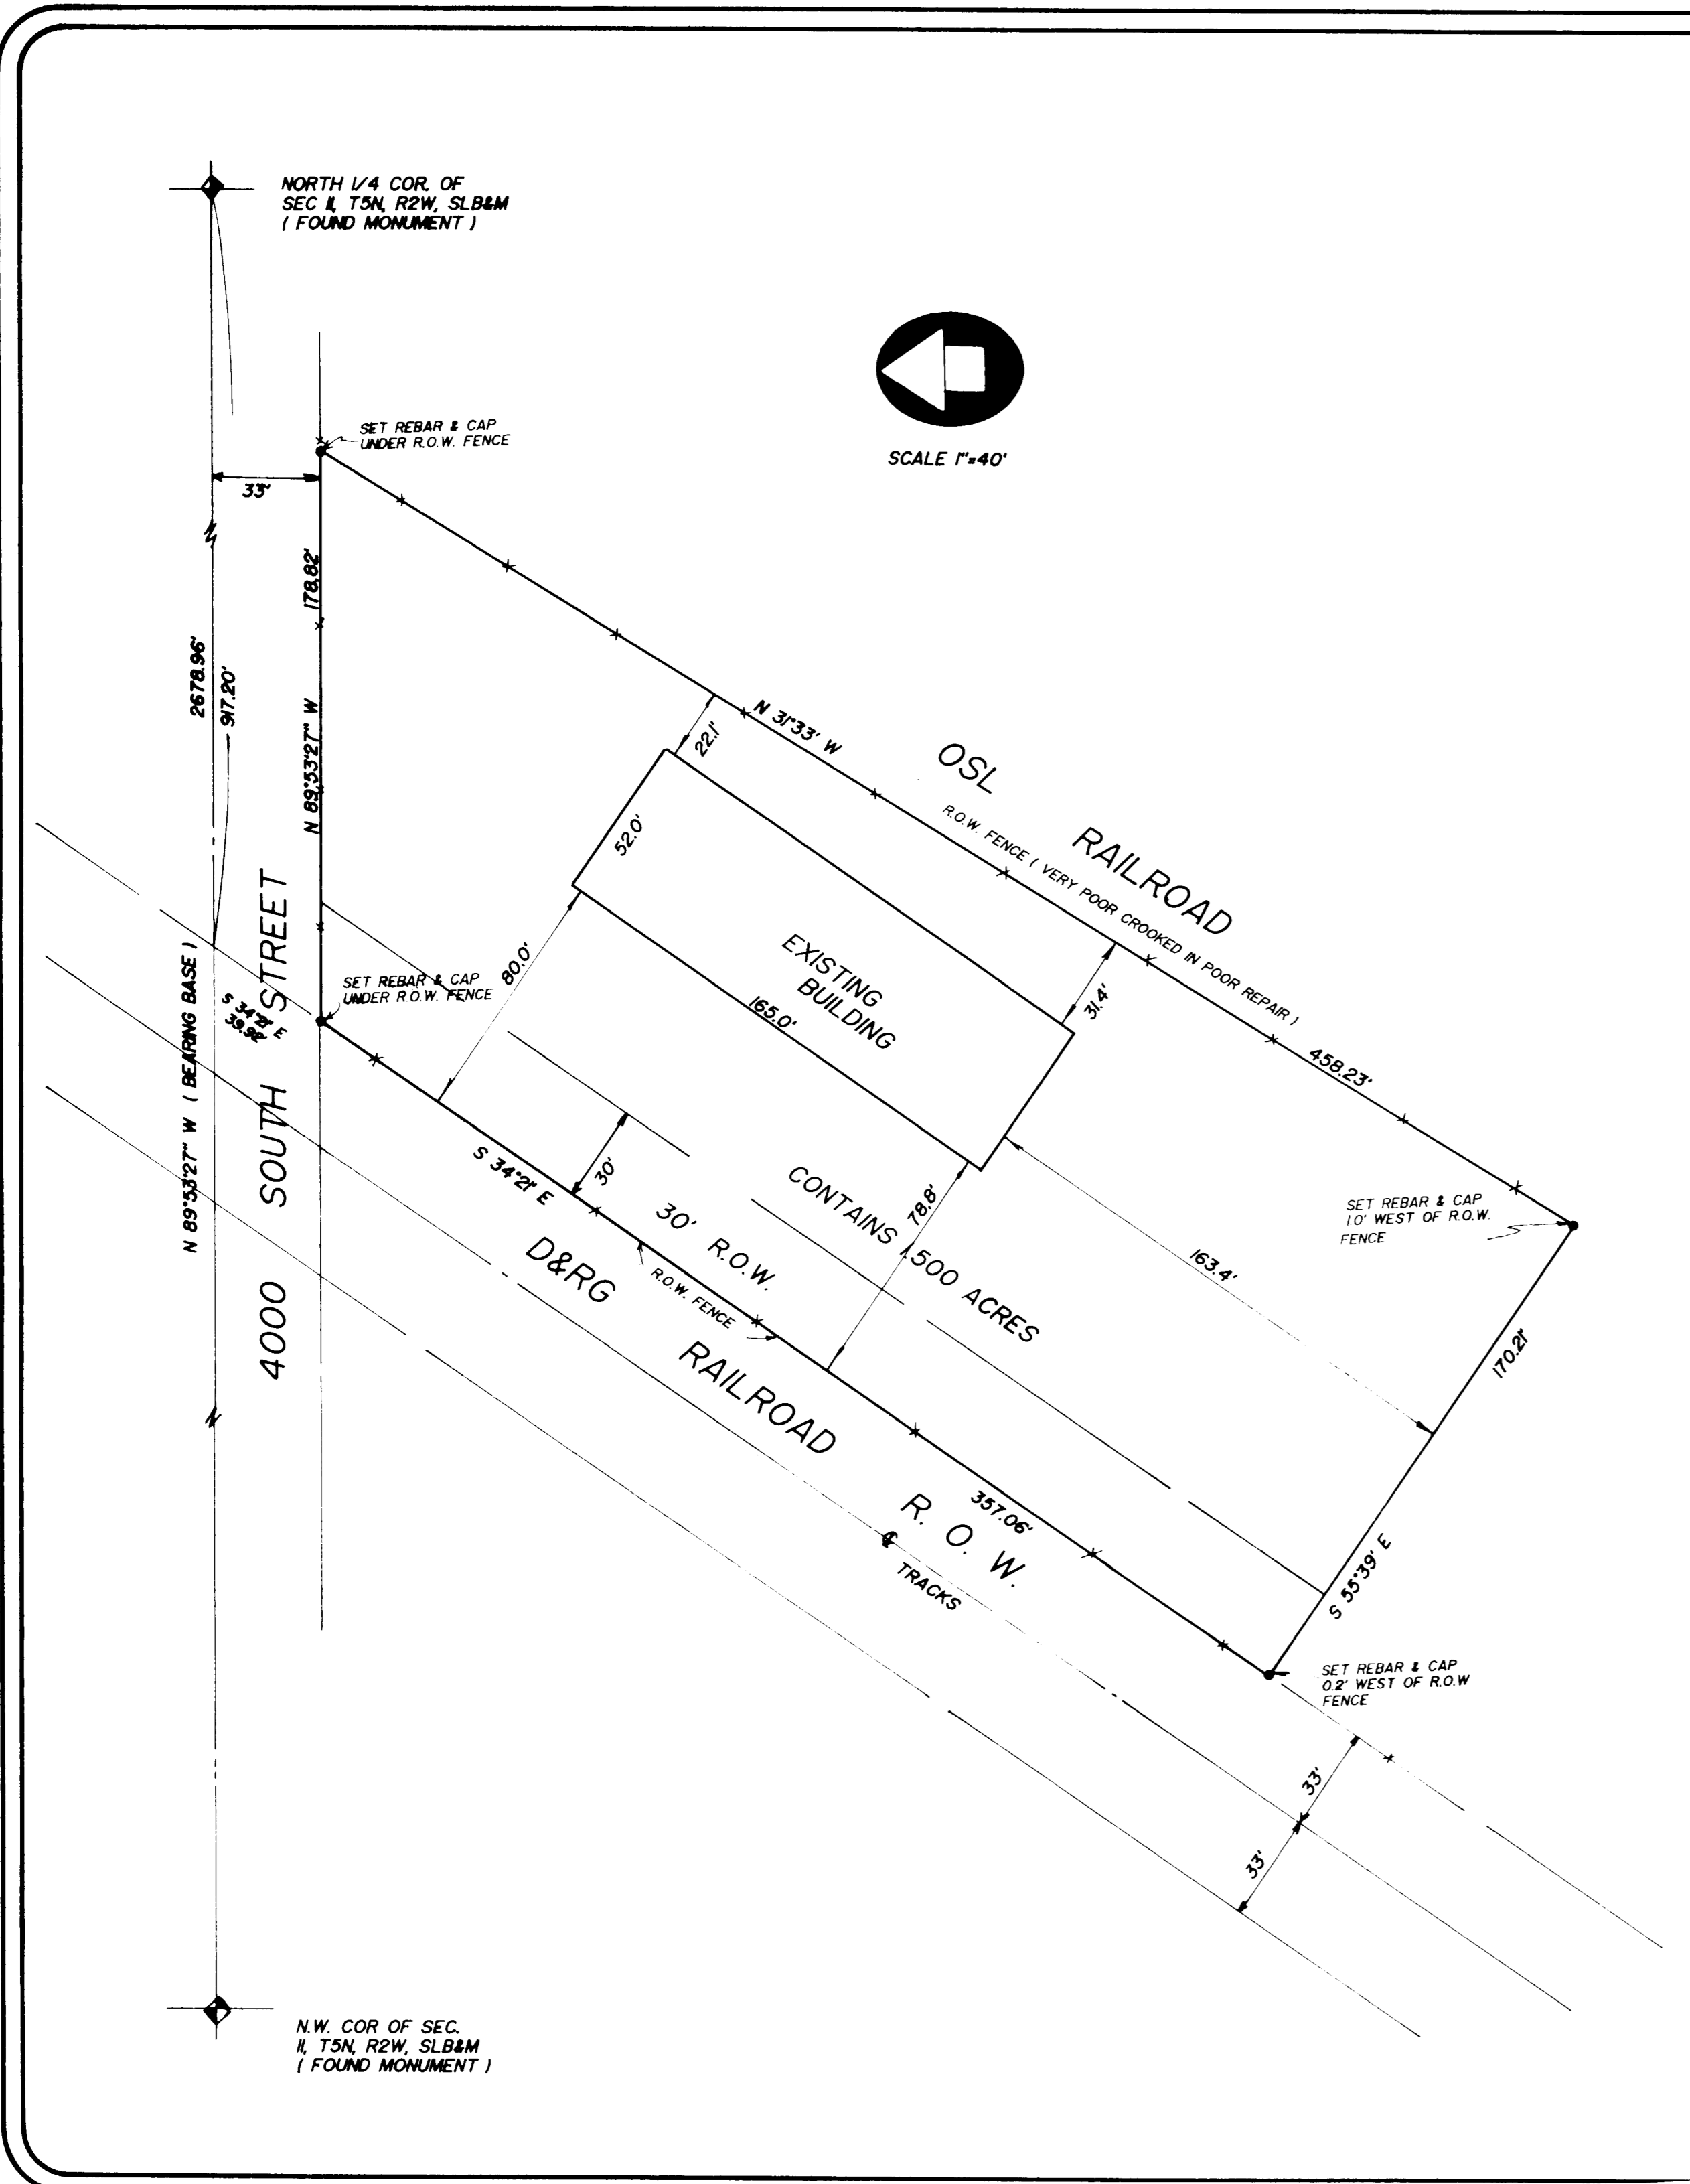 NORTH 1/4 COR. OF
SEC 11, T5N, R2W, SLB&M
( FOUND MONUMENT )
SCALE 1"=40'
SET REBAR & CAP
UNDER R.O.W. FENCE
33'
178.82'
N 89°53'27" W
2678.96'
917.20'
N 89°53'27" W ( BEARING BASE )
4000 SOUTH STREET
S 34°21' E
39.92'
SET REBAR & CAP
UNDER R.O.W. FENCE
N 31°33' W
22.1'
52.0'
OSL RAILROAD
R.O.W. FENCE ( VERY POOR CROOKED IN POOR REPAIR )
458.23'
80.0'
EXISTING
BUILDING
165.0'
31.4'
S 34°21' E
30'
30' R.O.W.
78.8'
CONTAINS 1.500 ACRES
163.4'
SET REBAR & CAP
1.0' WEST OF R.O.W.
FENCE
170.21'
S 55°39' E
D&RG RAILROAD R. O. W.
R.O.W. FENCE
357.06'
℄ TRACKS
SET REBAR & CAP
0.2' WEST OF R.O.W
FENCE
33'
33'
N.W. COR OF SEC.
11, T5N, R2W, SLB&M
( FOUND MONUMENT )